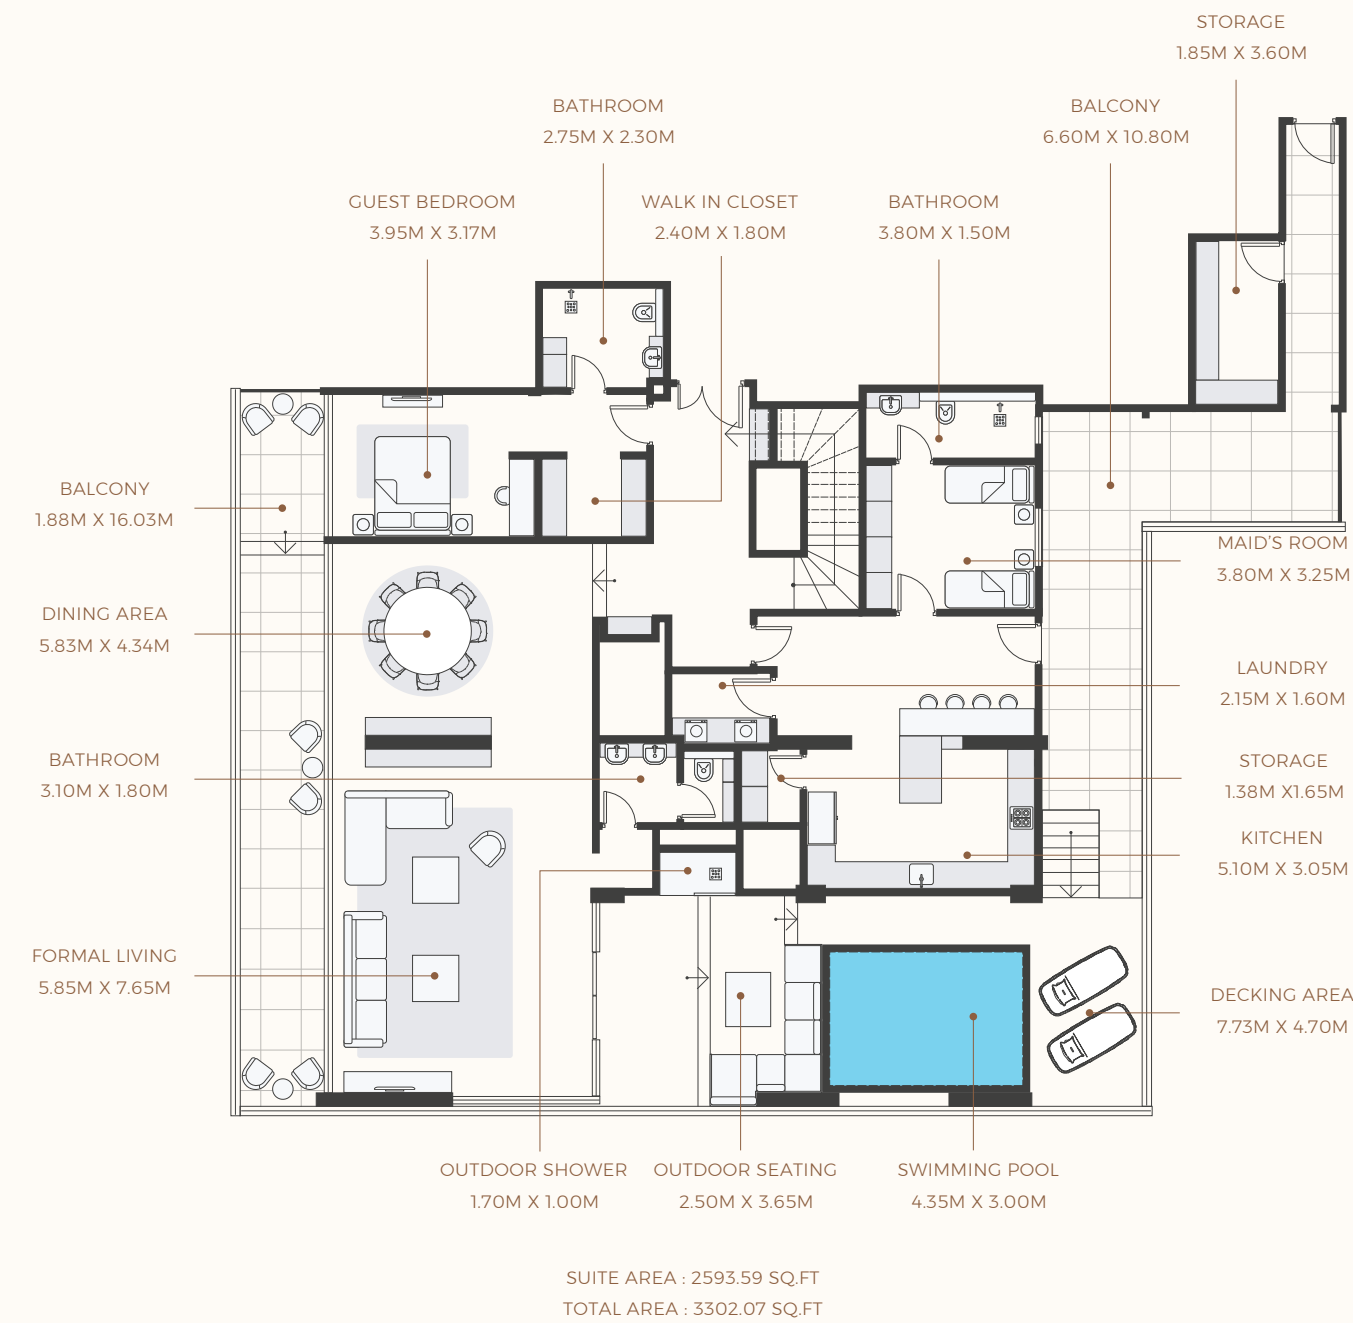 STORAGE
1.85M X 3.60M
BATHROOM
2.75M X 2.30M
BALCONY
6.60M X 10.80M
GUEST BEDROOM
3.95M X 3.17M
WALK IN CLOSET
2.40M X 1.80M
BATHROOM
3.80M X 1.50M
BALCONY
1.88M X 16.03M
MAID'S ROOM
3.80M X 3.25M
DINING AREA
5.83M X 4.34M
LAUNDRY
2.15M X 1.60M
BATHROOM
3.10M X 1.80M
STORAGE
1.38M X1.65M
KITCHEN
5.10M X 3.05M
FORMAL LIVING
5.85M X 7.65M
DECKING AREA
7.73M X 4.70M
OUTDOOR SHOWER
1.70M X 1.00M
OUTDOOR SEATING
2.50M X 3.65M
SWIMMING POOL
4.35M X 3.00M
SUITE AREA : 2593.59 SQ.FT
TOTAL AREA : 3302.07 SQ.FT